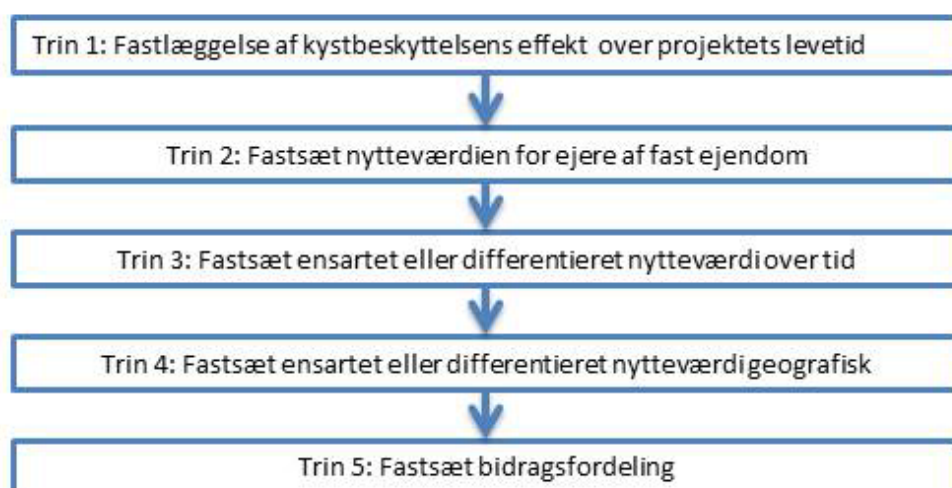 Trin 1: Fastlæggelse af kystbeskyttelsens effekt over projektets levetid
Trin 2: Fastsæt nytteværdien for ejere af fast ejendom
Trin 3: Fastsæt ensartet eller differentieret nytteværdi over tid
Trin 4: Fastsæt ensartet eller differentieret nytteværdi geografisk
Trin 5: Fastsæt bidragsfordeling